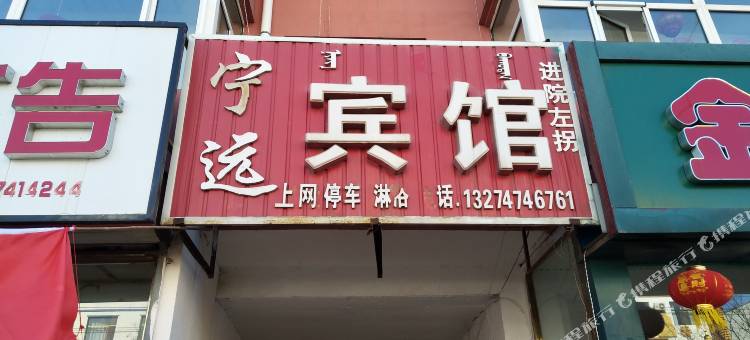 告
7414244
宁远
宾馆
进院左拐
上网 停车 淋 话.13274746761
金
携程旅行